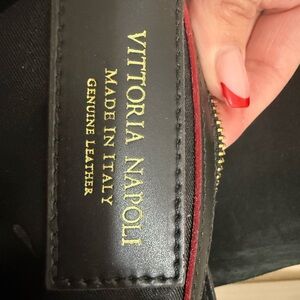 VITTORIA NAPOLI
MADE IN ITALY
GENUINE LEATHER